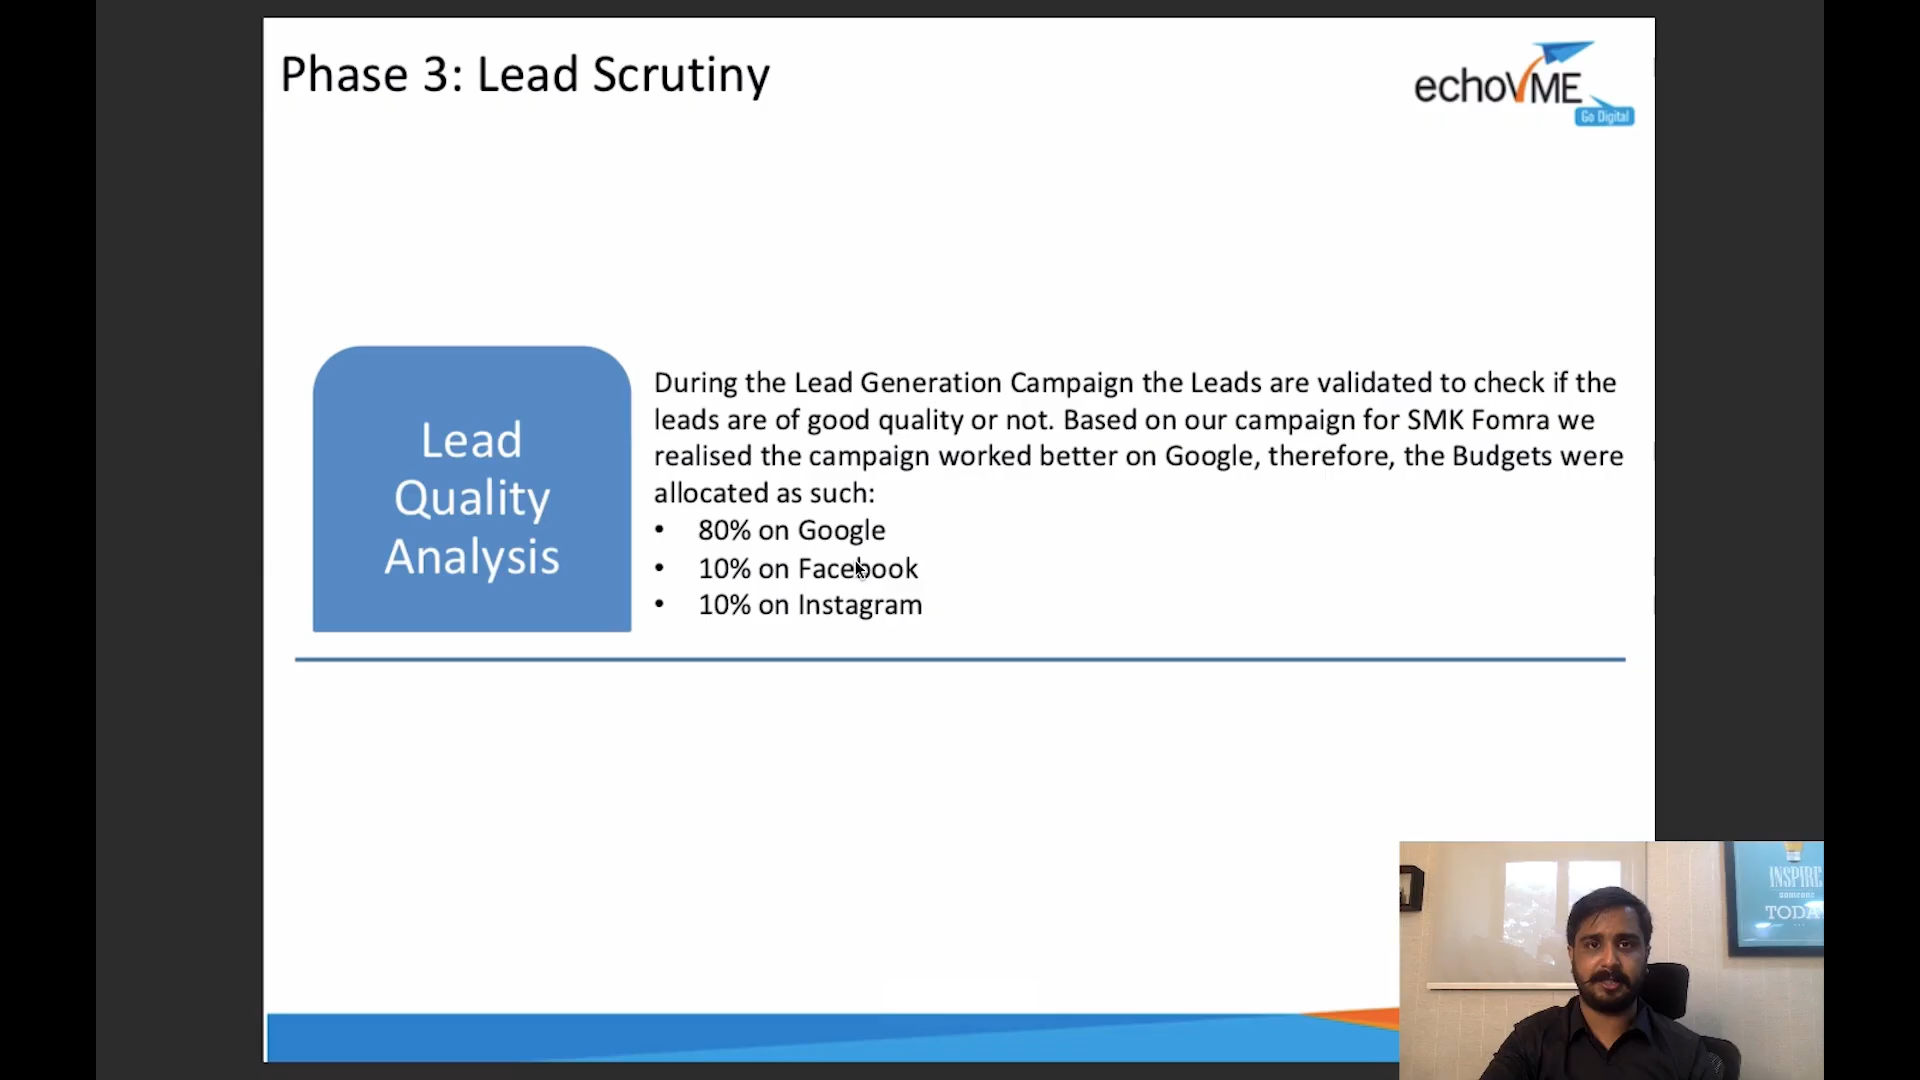 Phase 3: Lead Scrutiny
echoVME
Go Digital
Lead
Quality
Analysis
During the Lead Generation Campaign the Leads are validated to check if the
leads are of good quality or not. Based on our campaign for SMK Fomra we
realised the campaign worked better on Google, therefore, the Budgets were
allocated as such:
• 80% on Google
• 10% on Facebook
• 10% on Instagram
INSPIRE
SOMEONE
TODA